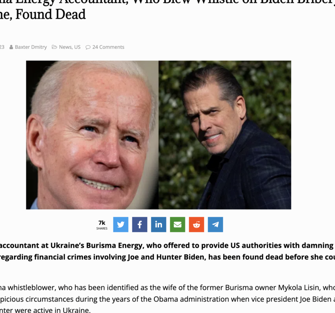 Energy Accountant, Who Blew Whistle on Biden
ne, Found Dead
Baxter Dmitry News, US 24 Comments
7k
SHARES
accountant at Ukraine's Burisma Energy, who offered to provide US authorities with damning
regarding financial crimes involving Joe and Hunter Biden, has been found dead before she
na whistleblower, who has been identified as the wife of the former Burisma owner Mykola Lisin,
picious circumstances during the years of the Obama administration when vice president Joe Biden
nter were active in Ukraine.